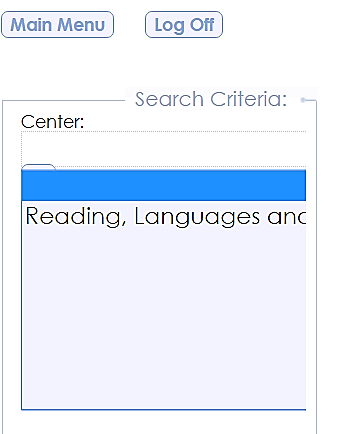 Main Menu Log Off
Search Criteria:
Center:
Reading, Languages and